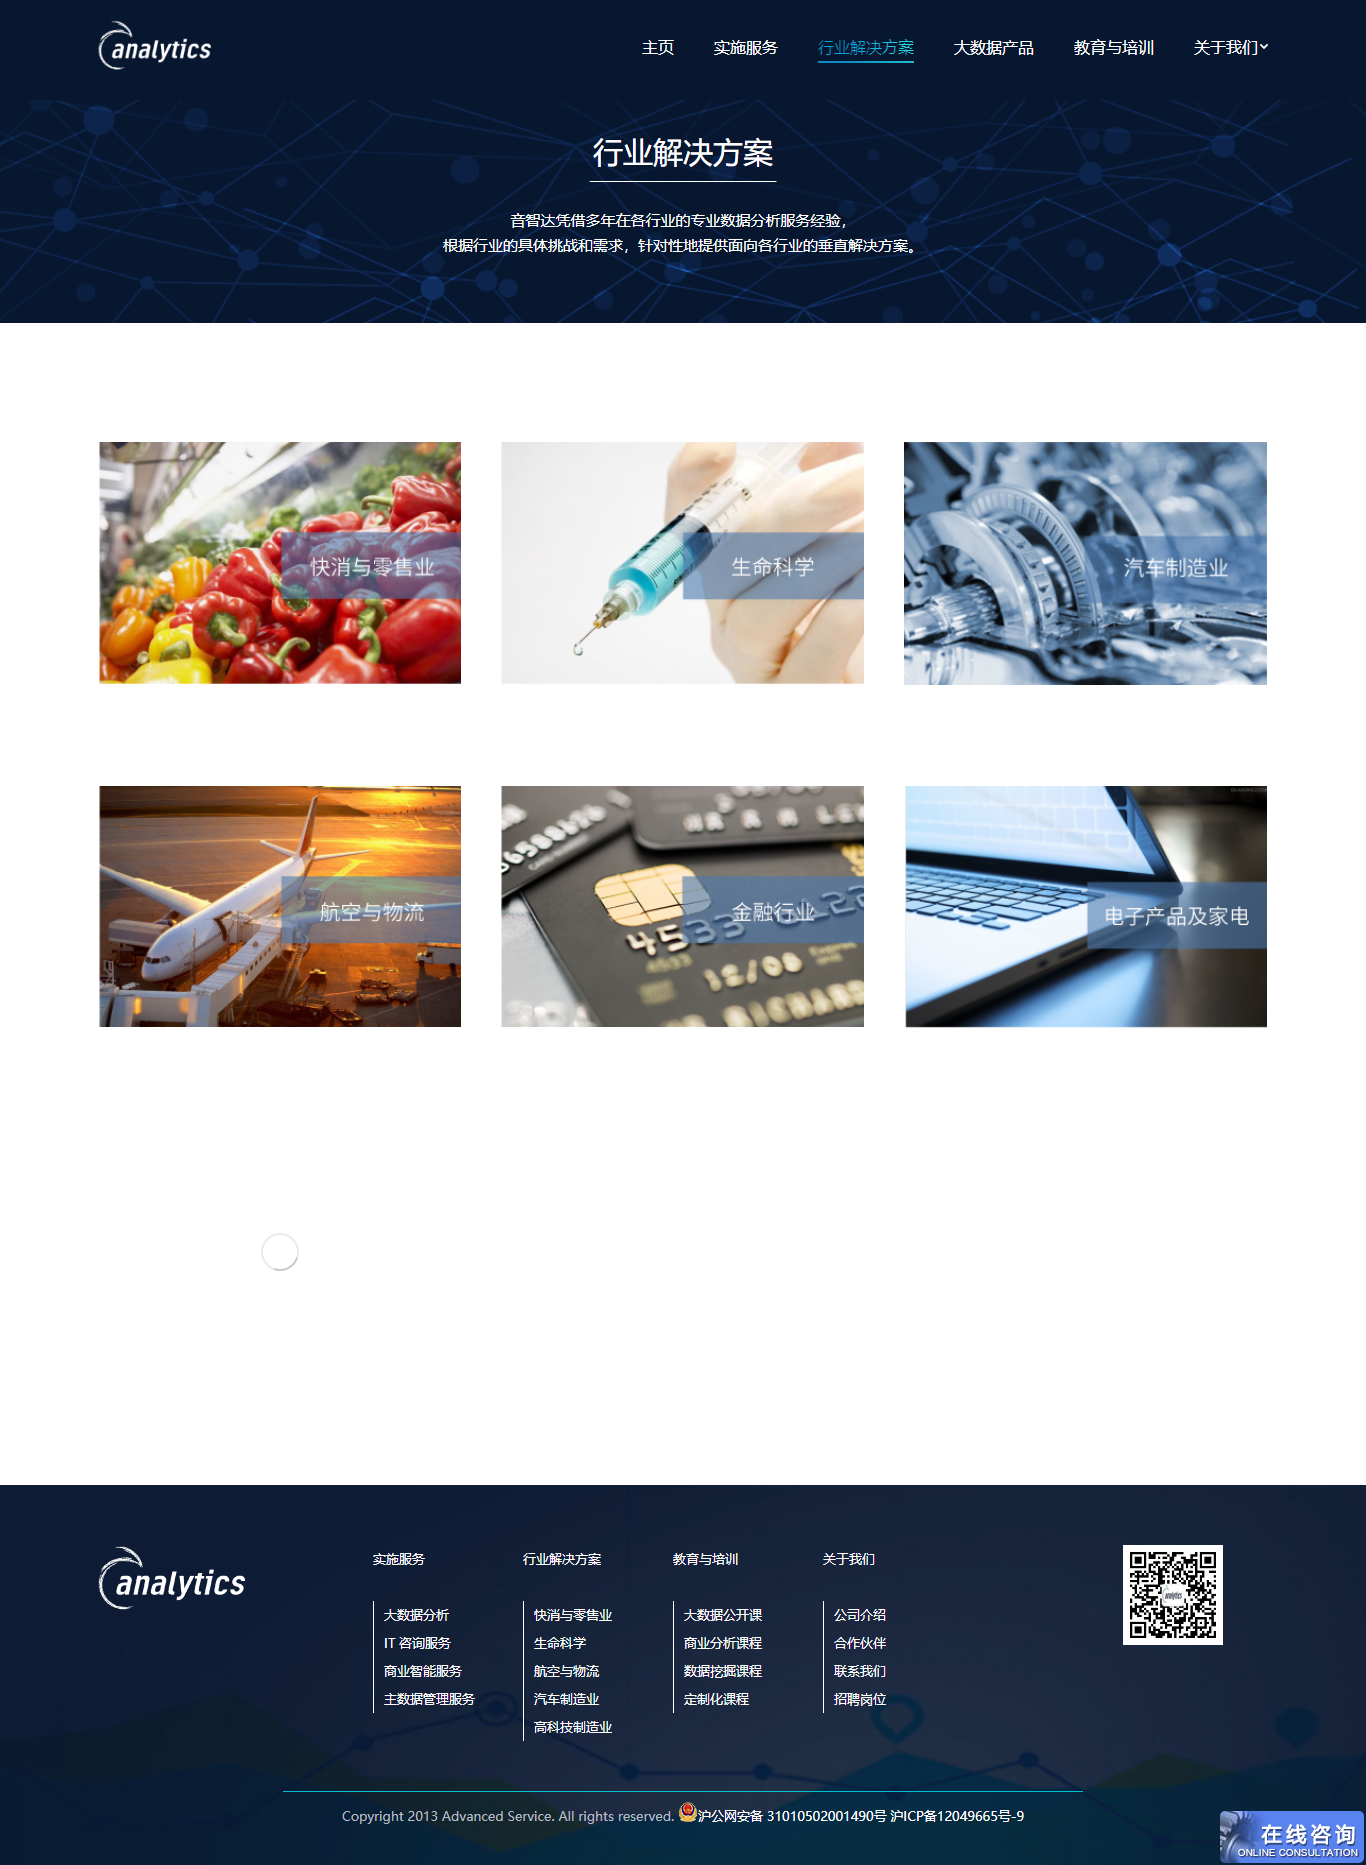 analytics
主页
实施服务
行业解决方案
大数据产品
教育与培训
关于我们
行业解决方案
音智达凭借多年在各行业的专业数据分析服务经验，
根据行业的具体挑战和需求，针对性地提供面向各行业的垂直解决方案。
快消与零售业
生命科学
汽车制造业
航空与物流
金融行业
4533
12/00
电子产品及家电
analytics
实施服务
大数据分析
IT 咨询服务
商业智能服务
主数据管理服务
行业解决方案
快消与零售业
生命科学
航空与物流
汽车制造业
高科技制造业
教育与培训
大数据公开课
商业分析课程
数据挖掘课程
定制化课程
关于我们
公司介绍
合作伙伴
联系我们
招聘岗位
analytics
Copyright 2013 Advanced Service. All rights reserved. 沪公网安备 31010502001490号 沪ICP备12049665号-9
在线咨询
ONLINE CONSULTATION